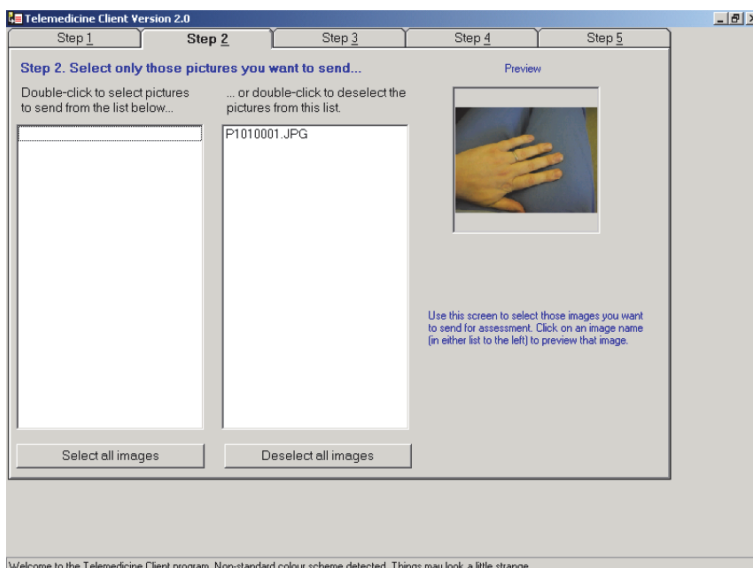 Telemedicine Client Version 2.0
Step 1
Step 2
Step 3
Step 4
Step 5
Step 2. Select only those pictures you want to send...
Double-click to select pictures
to send from the list below...
... or double-click to deselect the
pictures from this list.
P1010001.JPG
Preview
Use this screen to select those images you want
to send for assessment. Click on an image name
(in either list to the left) to preview that image.
Select all images
Deselect all images
Welcome to the Telemedicine Client program. Non-standard colour scheme detected. Things may look a little strange.